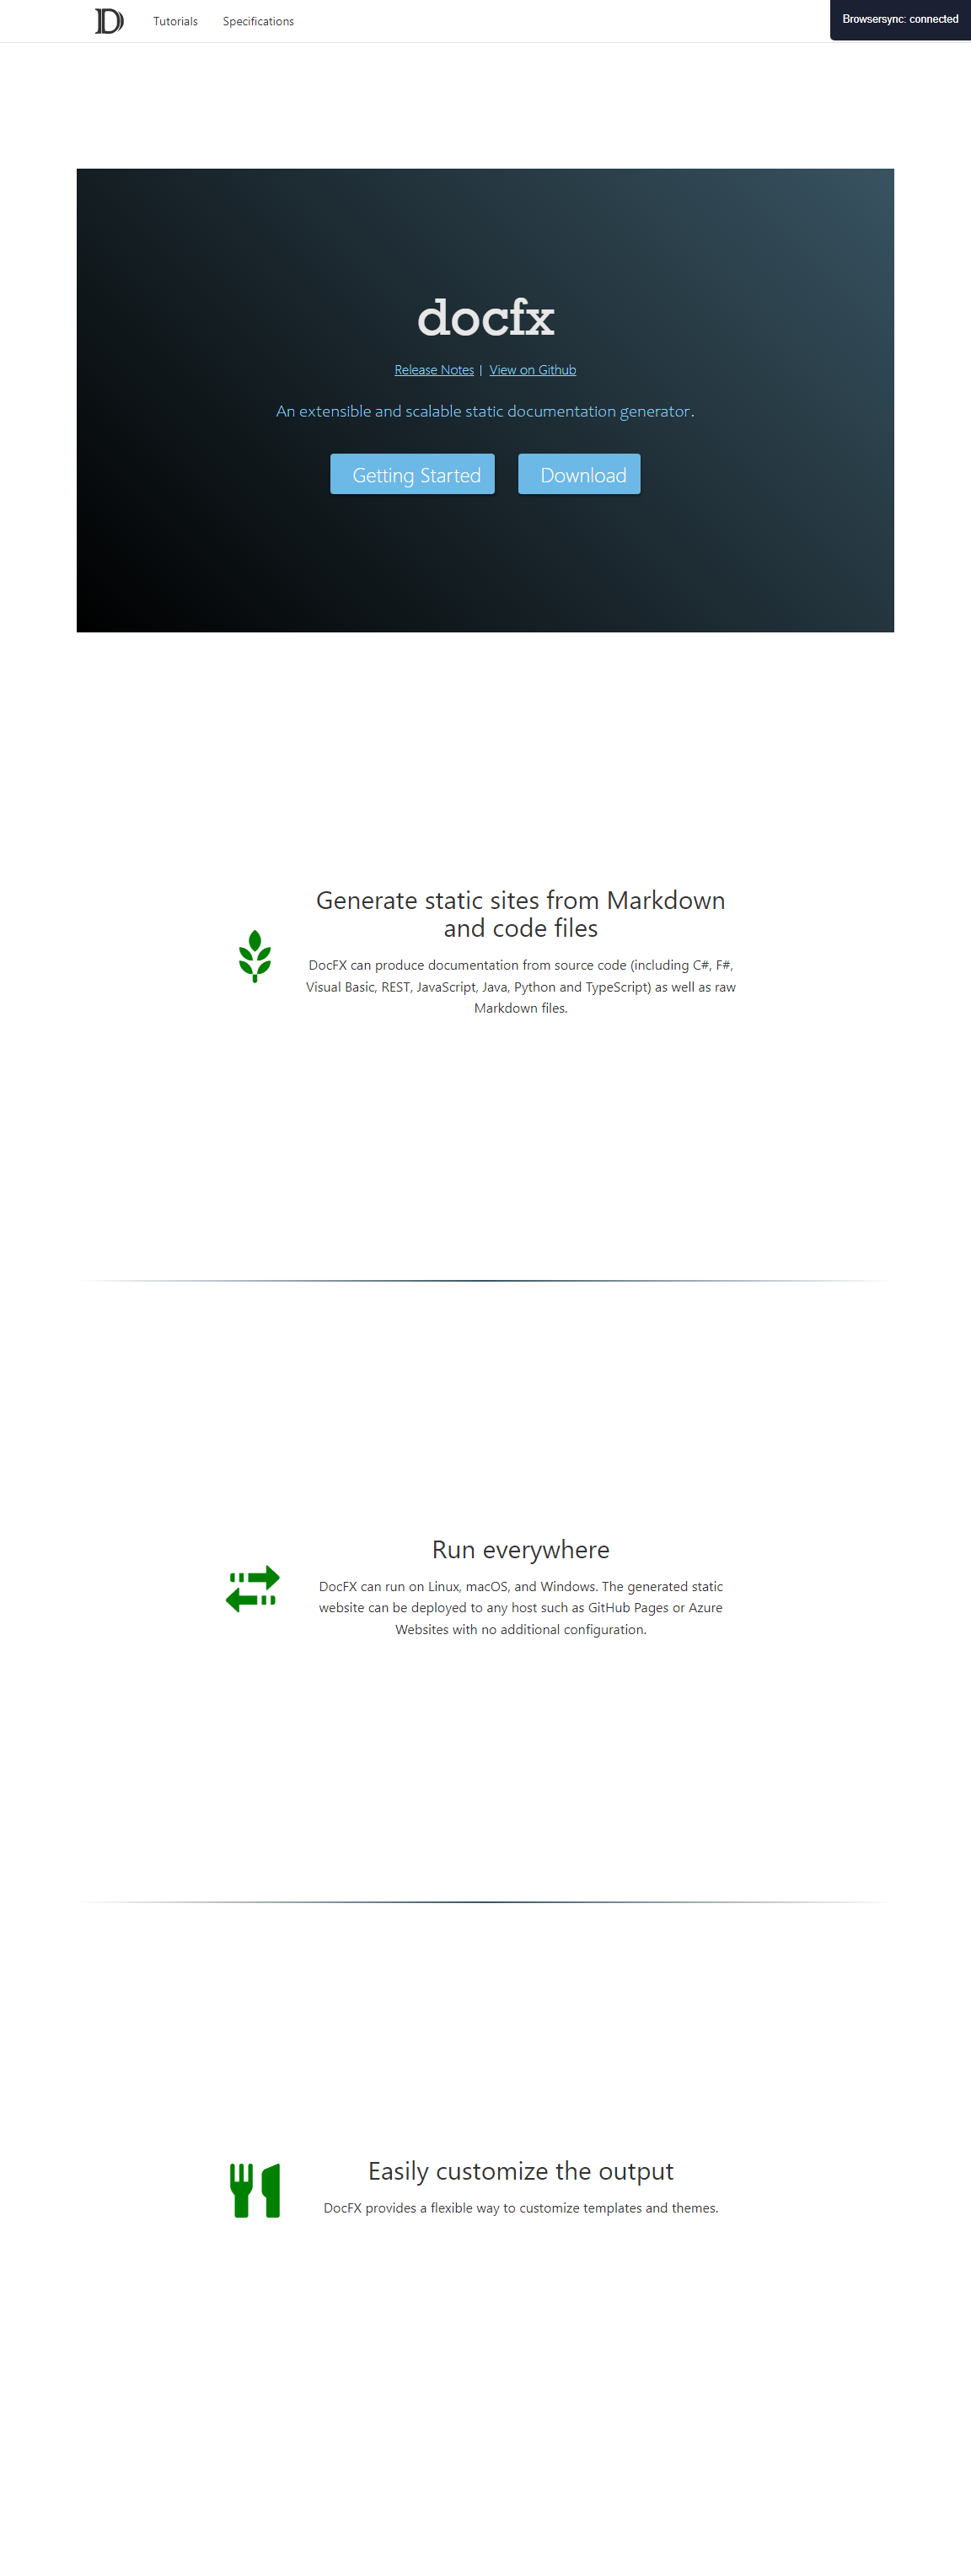 D
Tutorials
Specifications
Browsersync: connected
docfx
Release Notes | View on Github
An extensible and scalable static documentation generator.
Getting Started
Download
Generate static sites from Markdown
and code files
DocFX can produce documentation from source code (including C#, F#,
Visual Basic, REST, JavaScript, Java, Python and TypeScript) as well as raw
Markdown files.
Run everywhere
DocFX can run on Linux, macOS, and Windows. The generated static
website can be deployed to any host such as GitHub Pages or Azure
Websites with no additional configuration.
Easily customize the output
DocFX provides a flexible way to customize templates and themes.